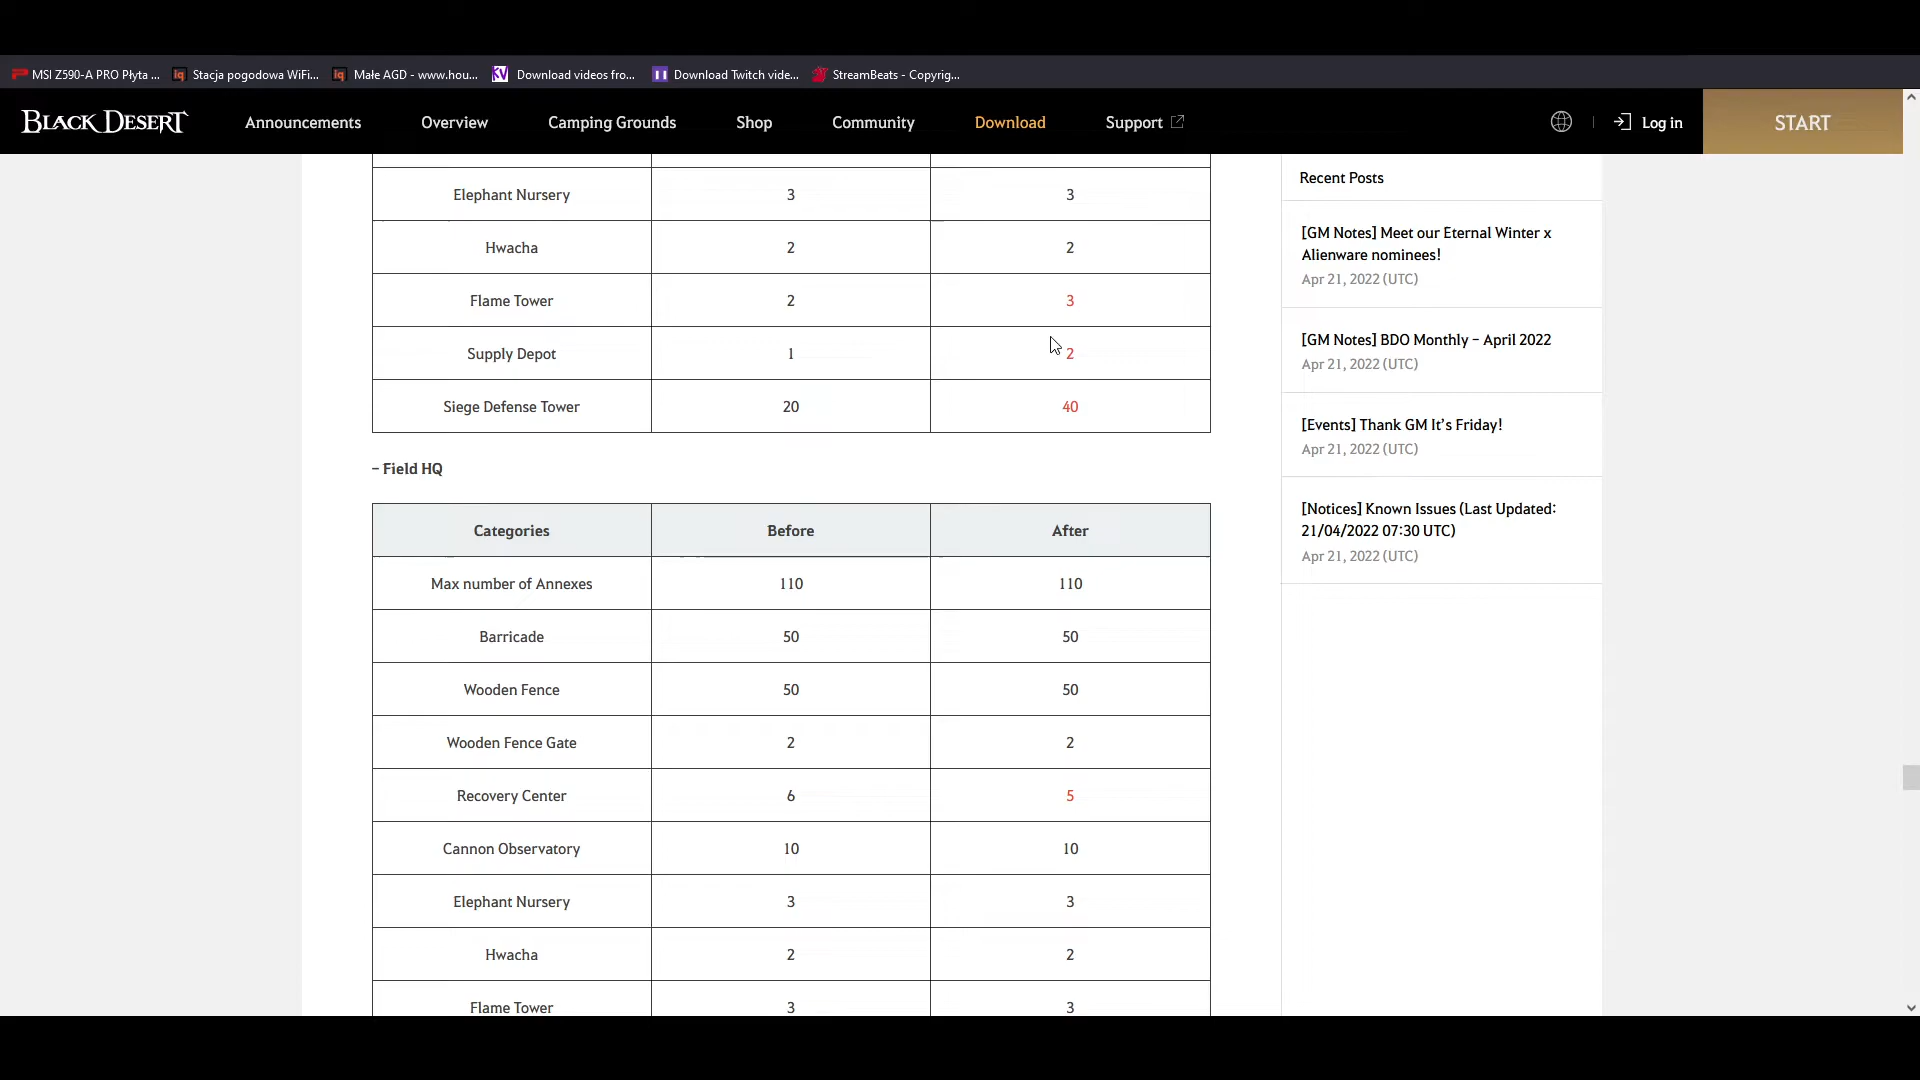 MSI Z590-A PRO Płyta ...
Stacja pogodowa WiFi...
Małe AGD - www.hou...
Download videos fro...
Download Twitch vide...
StreamBeats - Copyrig...
BLACK DESERT
Announcements
Overview
Camping Grounds
Shop
Community
Download
Support
Log in
START
Elephant Nursery 3 3
Hwacha 2 2
Flame Tower 2 3
Supply Depot 1 2
Siege Defense Tower 20 40
– Field HQ
Categories Before After
Max number of Annexes 110 110
Barricade 50 50
Wooden Fence 50 50
Wooden Fence Gate 2 2
Recovery Center 6 5
Cannon Observatory 10 10
Elephant Nursery 3 3
Hwacha 2 2
Flame Tower 3 3
Recent Posts
[GM Notes] Meet our Eternal Winter x
Alienware nominees!
Apr 21, 2022 (UTC)
[GM Notes] BDO Monthly – April 2022
Apr 21, 2022 (UTC)
[Events] Thank GM It’s Friday!
Apr 21, 2022 (UTC)
[Notices] Known Issues (Last Updated:
21/04/2022 07:30 UTC)
Apr 21, 2022 (UTC)